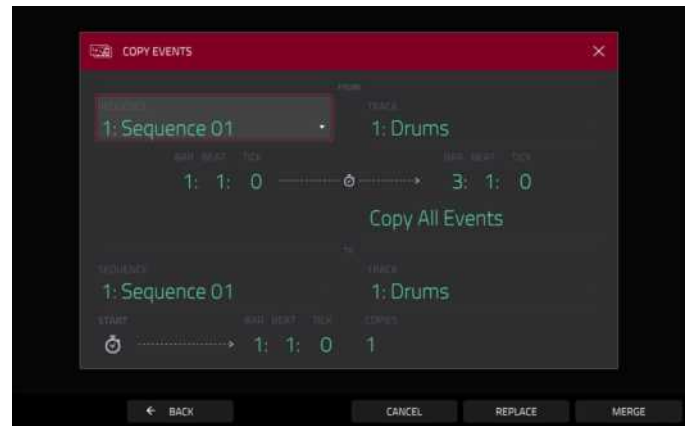 COPY EVENTS
FROM
SEQUENCE TRACK
1: Sequence 01 1: Drums
BAR BEAT TICK BAR BEAT TICK
1: 1: 0 3: 1: 0
Copy All Events
TO
SEQUENCE TRACK
1: Sequence 01 1: Drums
START BAR BEAT TICK COPIES
1: 1: 0 1
BACK CANCEL REPLACE MERGE